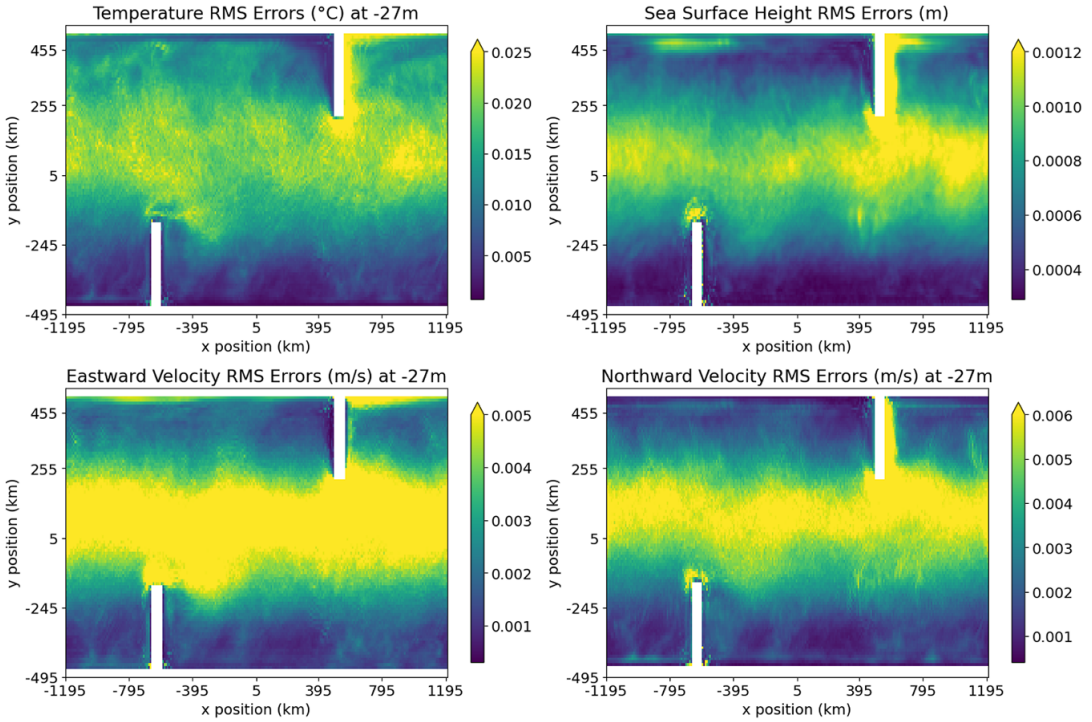 Temperature RMS Errors (°C) at -27m
455
255
5
-245
-495
y position (km)
-1195 -795 -395 5 395 795 1195
x position (km)
0.025
0.020
0.015
0.010
0.005
Sea Surface Height RMS Errors (m)
455
255
5
-245
-495
y position (km)
-1195 -795 -395 5 395 795 1195
x position (km)
0.0012
0.0010
0.0008
0.0006
0.0004
Eastward Velocity RMS Errors (m/s) at -27m
455
255
5
-245
-495
y position (km)
-1195 -795 -395 5 395 795 1195
x position (km)
0.005
0.004
0.003
0.002
0.001
Northward Velocity RMS Errors (m/s) at -27m
455
255
5
-245
-495
y position (km)
-1195 -795 -395 5 395 795 1195
x position (km)
0.006
0.005
0.004
0.003
0.002
0.001